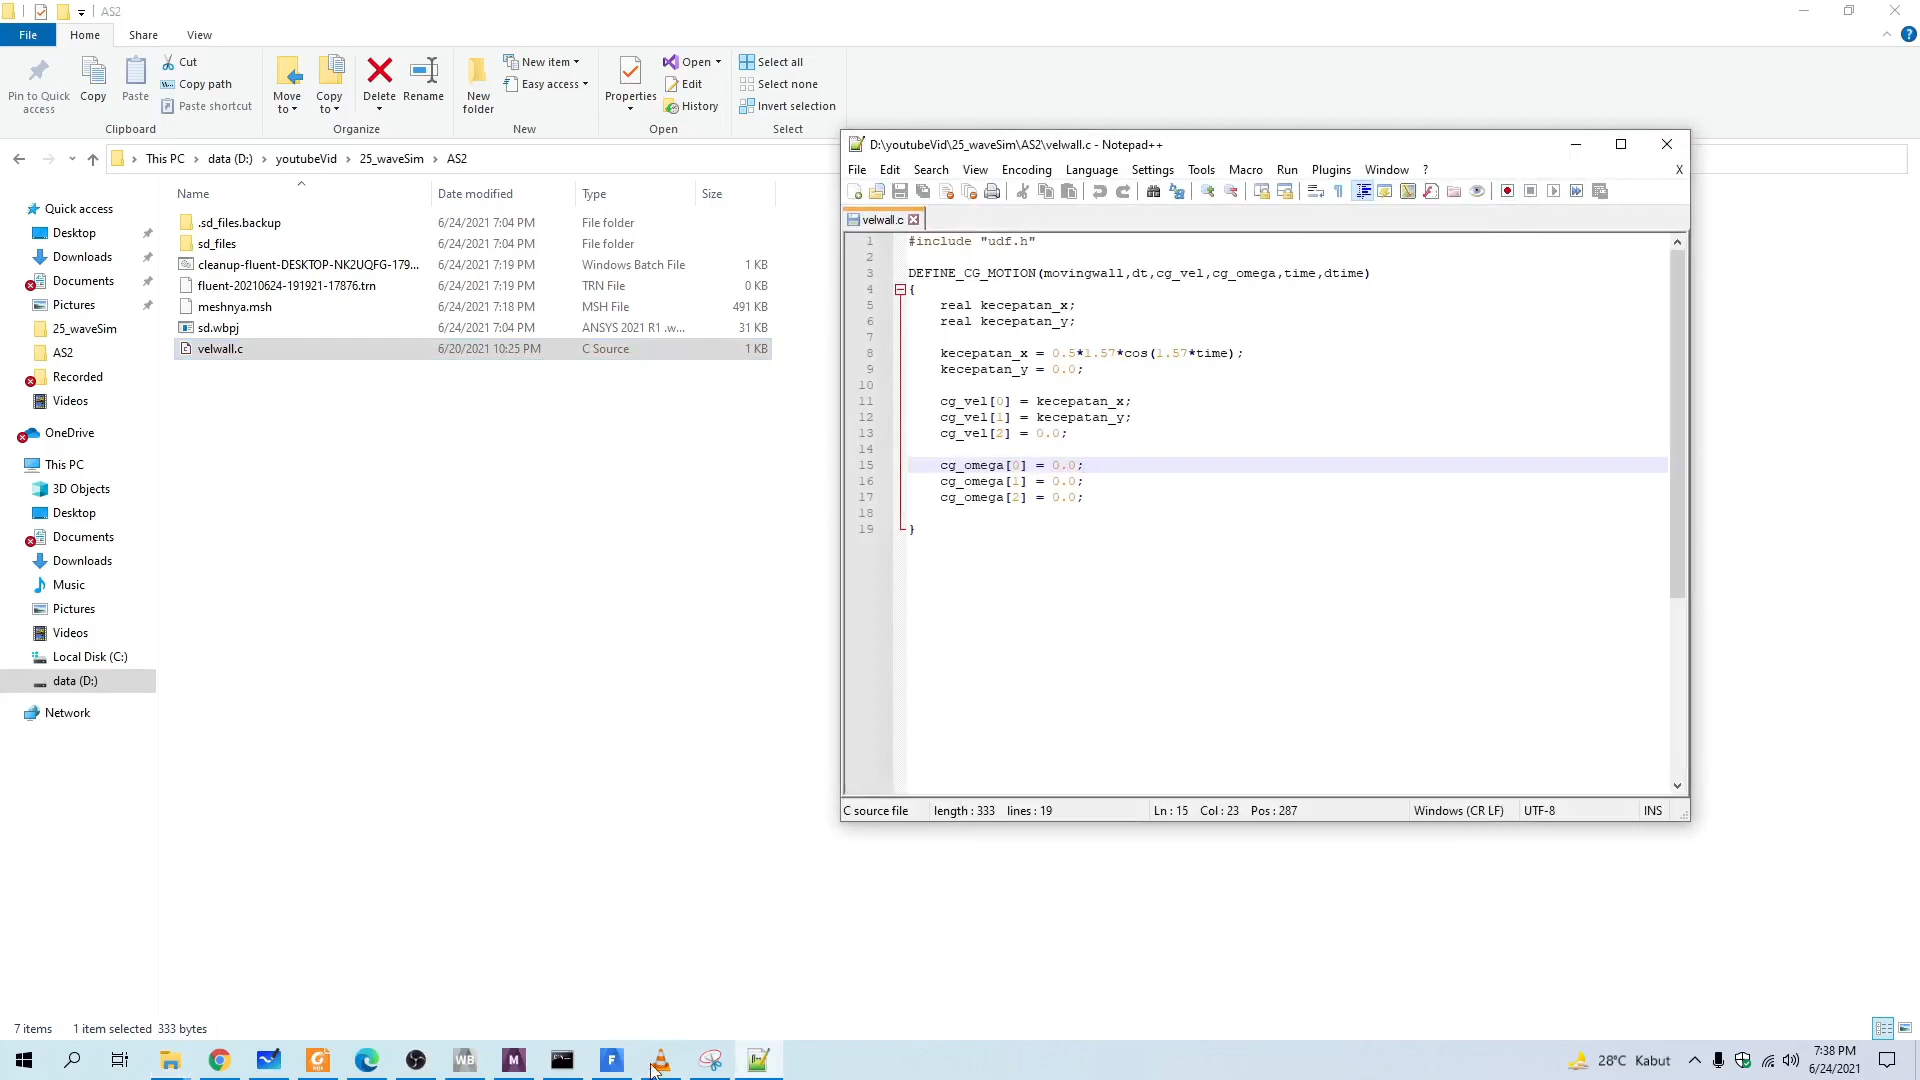 AS2
File Home Share View
Pin to Quick access
Copy
Paste
Cut
Copy path
Paste shortcut
Clipboard
Move to
Copy to
Delete
Rename
Organize
New folder
New item
Easy access
New
Properties
Open
Edit
History
Open
Select all
Select none
Invert selection
Select
This PC > data (D:) > youtubeVid > 25_waveSim > AS2
Name Date modified Type Size
.sd_files.backup 6/24/2021 7:04 PM File folder
sd_files 6/24/2021 7:04 PM File folder
cleanup-fluent-DESKTOP-NK2UQFG-179... 6/24/2021 7:19 PM Windows Batch File 1 KB
fluent-20210624-191921-17876.trn 6/24/2021 7:19 PM TRN File 0 KB
meshnya.msh 6/24/2021 7:18 PM MSH File 491 KB
sd.wbpj 6/24/2021 7:04 PM ANSYS 2021 R1 .w... 31 KB
velwall.c 6/20/2021 10:25 PM C Source 1 KB
Quick access
Desktop
Downloads
Documents
Pictures
25_waveSim
AS2
Recorded
Videos
OneDrive
This PC
3D Objects
Desktop
Documents
Downloads
Music
Pictures
Videos
Local Disk (C:)
data (D:)
Network
D:\youtubeVid\25_waveSim\AS2\velwall.c - Notepad++
File Edit Search View Encoding Language Settings Tools Macro Run Plugins Window ? X
velwall.c
1 #include "udf.h"
2
3 DEFINE_CG_MOTION(movingwall,dt,cg_vel,cg_omega,time,dtime)
4 {
5 real kecepatan_x;
6 real kecepatan_y;
7
8 kecepatan_x = 0.5*1.57*cos(1.57*time);
9 kecepatan_y = 0.0;
10
11 cg_vel[0] = kecepatan_x;
12 cg_vel[1] = kecepatan_y;
13 cg_vel[2] = 0.0;
14
15 cg_omega[0] = 0.0;
16 cg_omega[1] = 0.0;
17 cg_omega[2] = 0.0;
18
19 }
C source file length : 333 lines : 19 Ln : 15 Col : 23 Pos : 287 Windows (CR LF) UTF-8 INS
7 items 1 item selected 333 bytes
WB M F
28°C Kabut
7:38 PM
6/24/2021